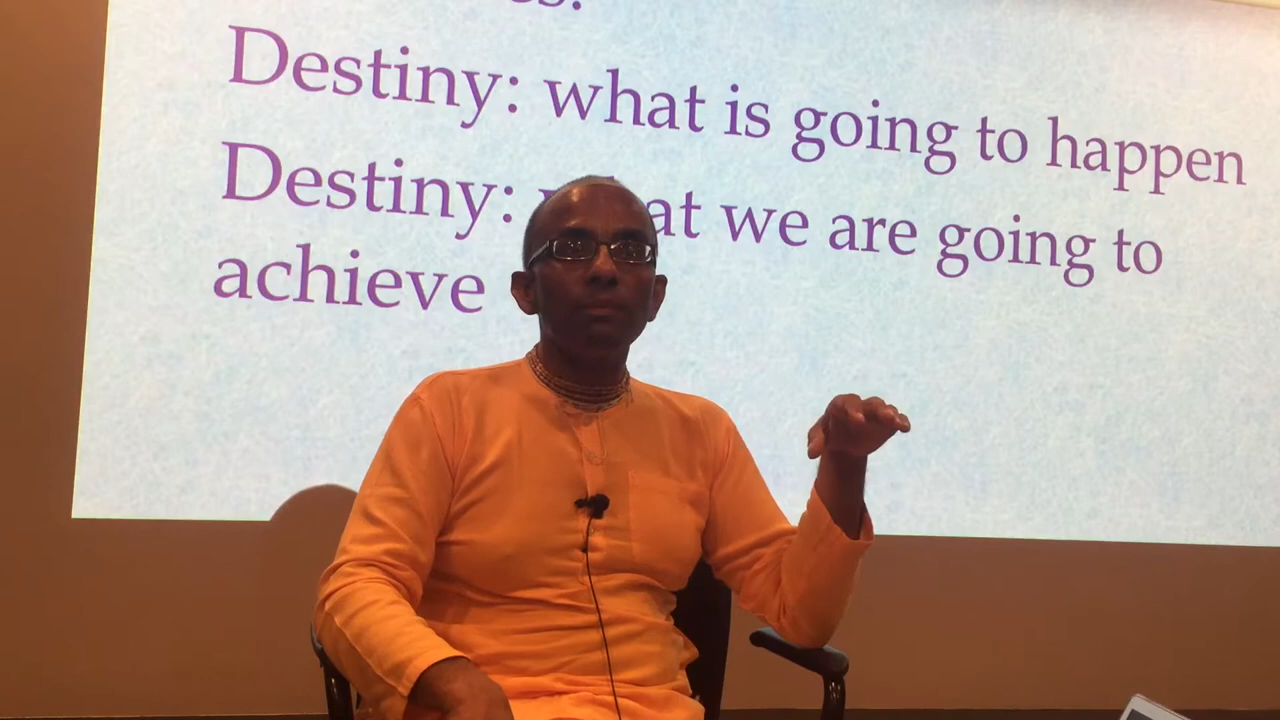 Destiny: what is going to happen
Destiny: at we are going to
achieve